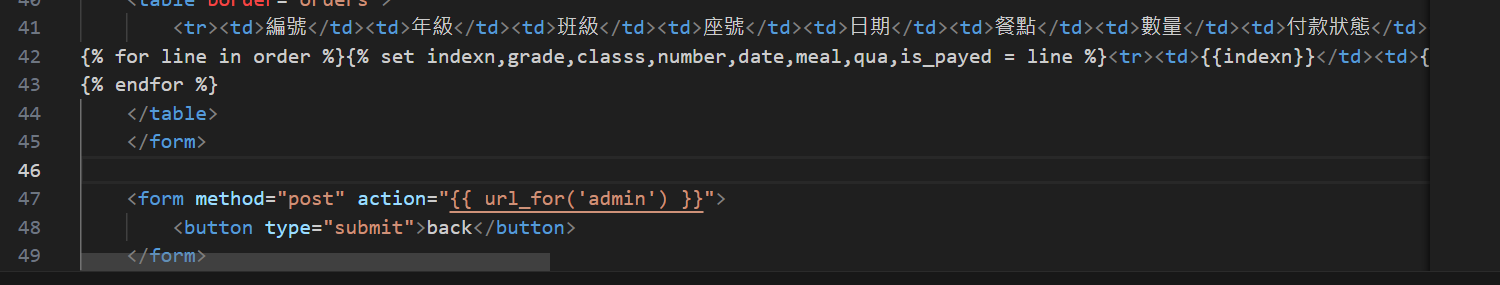 40 <table border="orders">
41 <tr><td>編號</td><td>年級</td><td>班級</td><td>座號</td><td>日期</td><td>餐點</td><td>數量</td><td>付款狀態</td>
42 {% for line in order %}{% set indexn,grade,classs,number,date,meal,qua,is_payed = line %}<tr><td>{{indexn}}</td><td>{
43 {% endfor %}
44 </table>
45 </form>
46
47 <form method="post" action="{{ url_for('admin') }}">
48 <button type="submit">back</button>
49 </form>